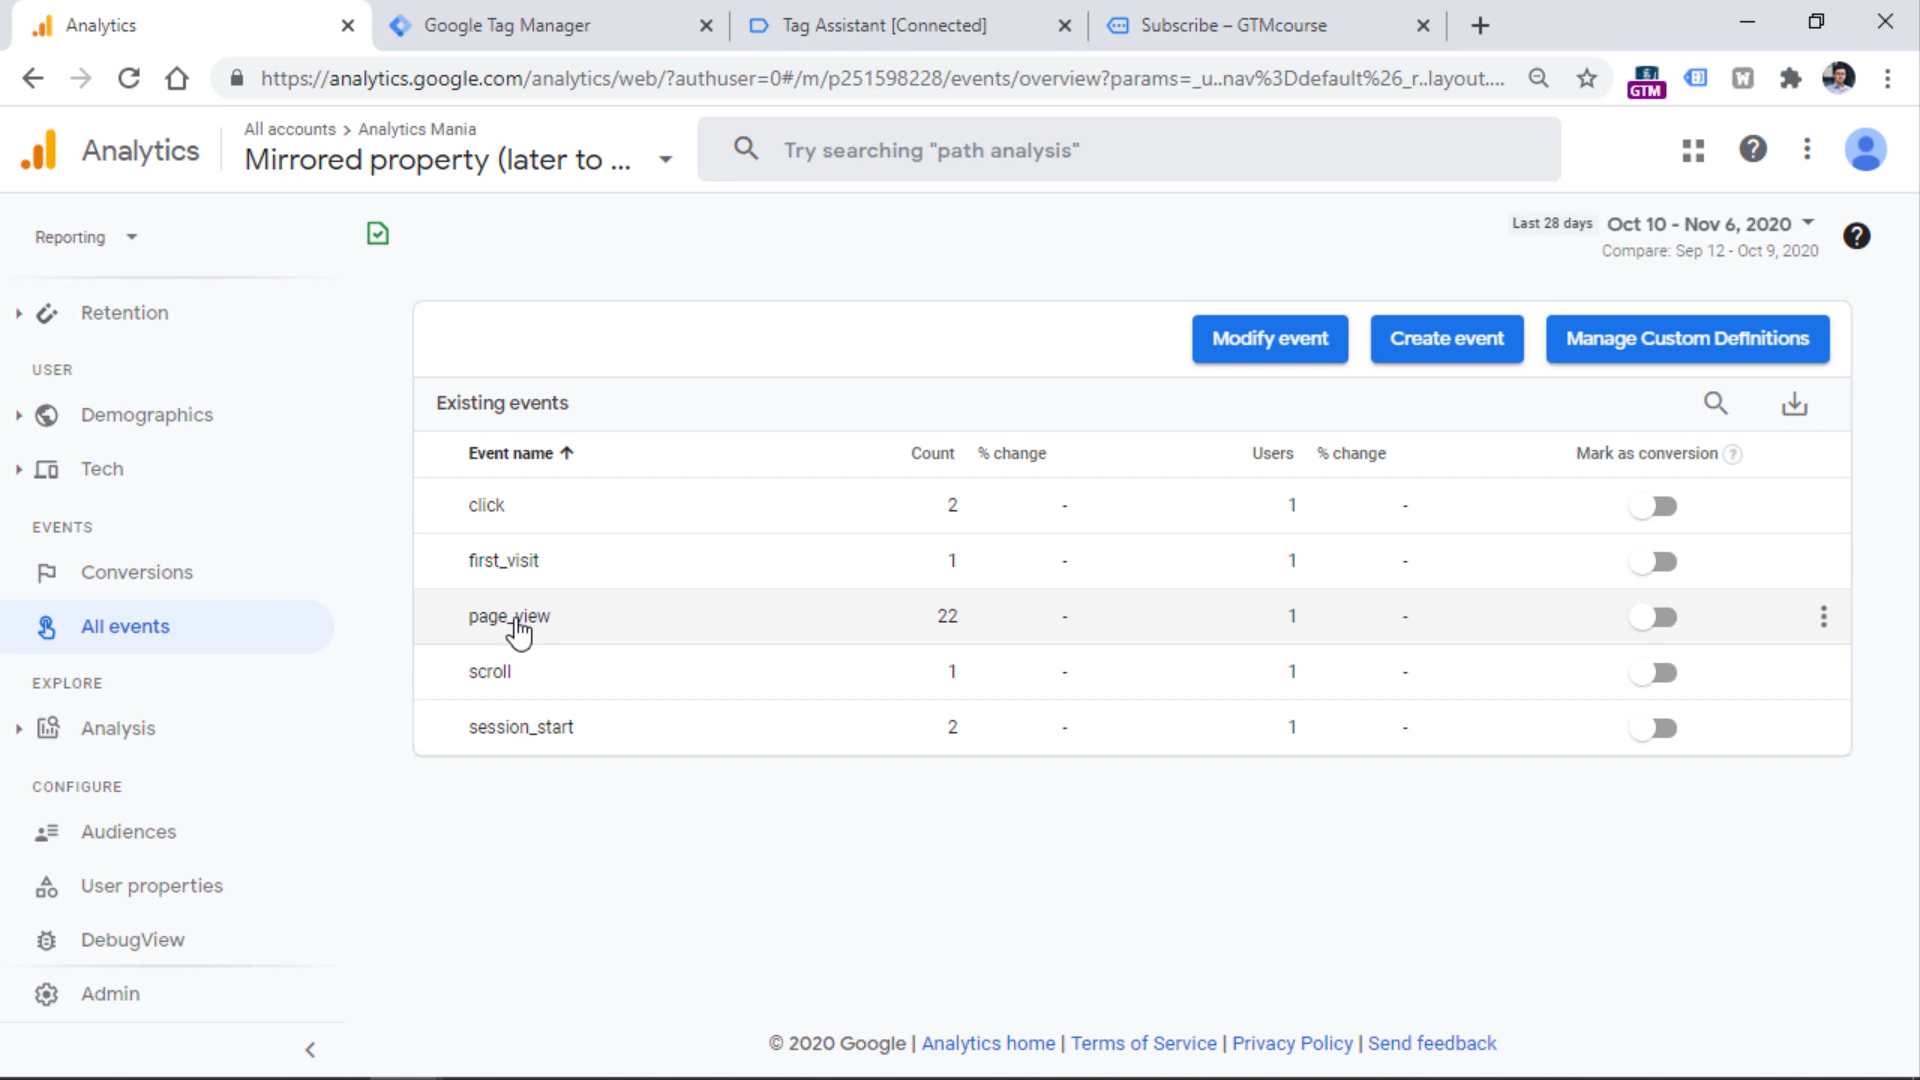 Analytics
Google Tag Manager
Tag Assistant [Connected]
Subscribe – GTMcourse
https://analytics.google.com/analytics/web/?authuser=0#/m/p251598228/events/overview?params=_u..nav%3Ddefault%26_r..layout....
GTM
W
Analytics
All accounts > Analytics Mania
Mirrored property (later to ...
Try searching "path analysis"
Reporting
Last 28 days Oct 10 - Nov 6, 2020
Compare: Sep 12 - Oct 9, 2020
Retention
USER
Demographics
Tech
EVENTS
Conversions
All events
EXPLORE
Analysis
CONFIGURE
Audiences
User properties
DebugView
Admin
Modify event
Create event
Manage Custom Definitions
Existing events
Event name Count % change Users % change Mark as conversion
click 2 - 1 -
first_visit 1 - 1 -
page_view 22 - 1 -
scroll 1 - 1 -
session_start 2 - 1 -
© 2020 Google | Analytics home | Terms of Service | Privacy Policy | Send feedback